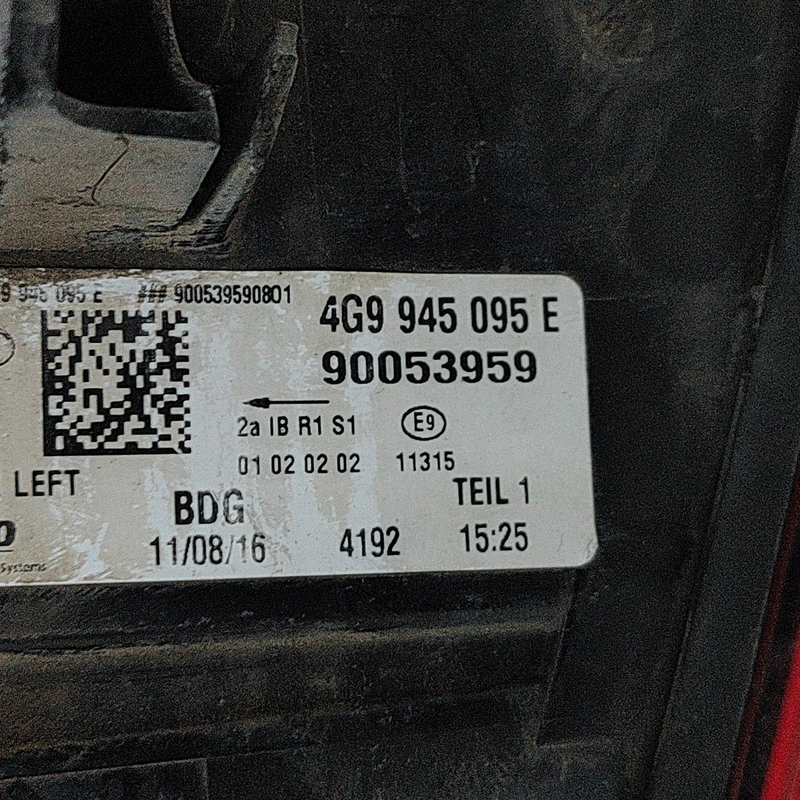 9 945 095 E ### 900539590801
4G9 945 095 E
90053959
2a IB R1 S1 E9
01 02 02 02 11315
LEFT
TEIL 1
BDG
11/08/16 4192 15:25
Systems